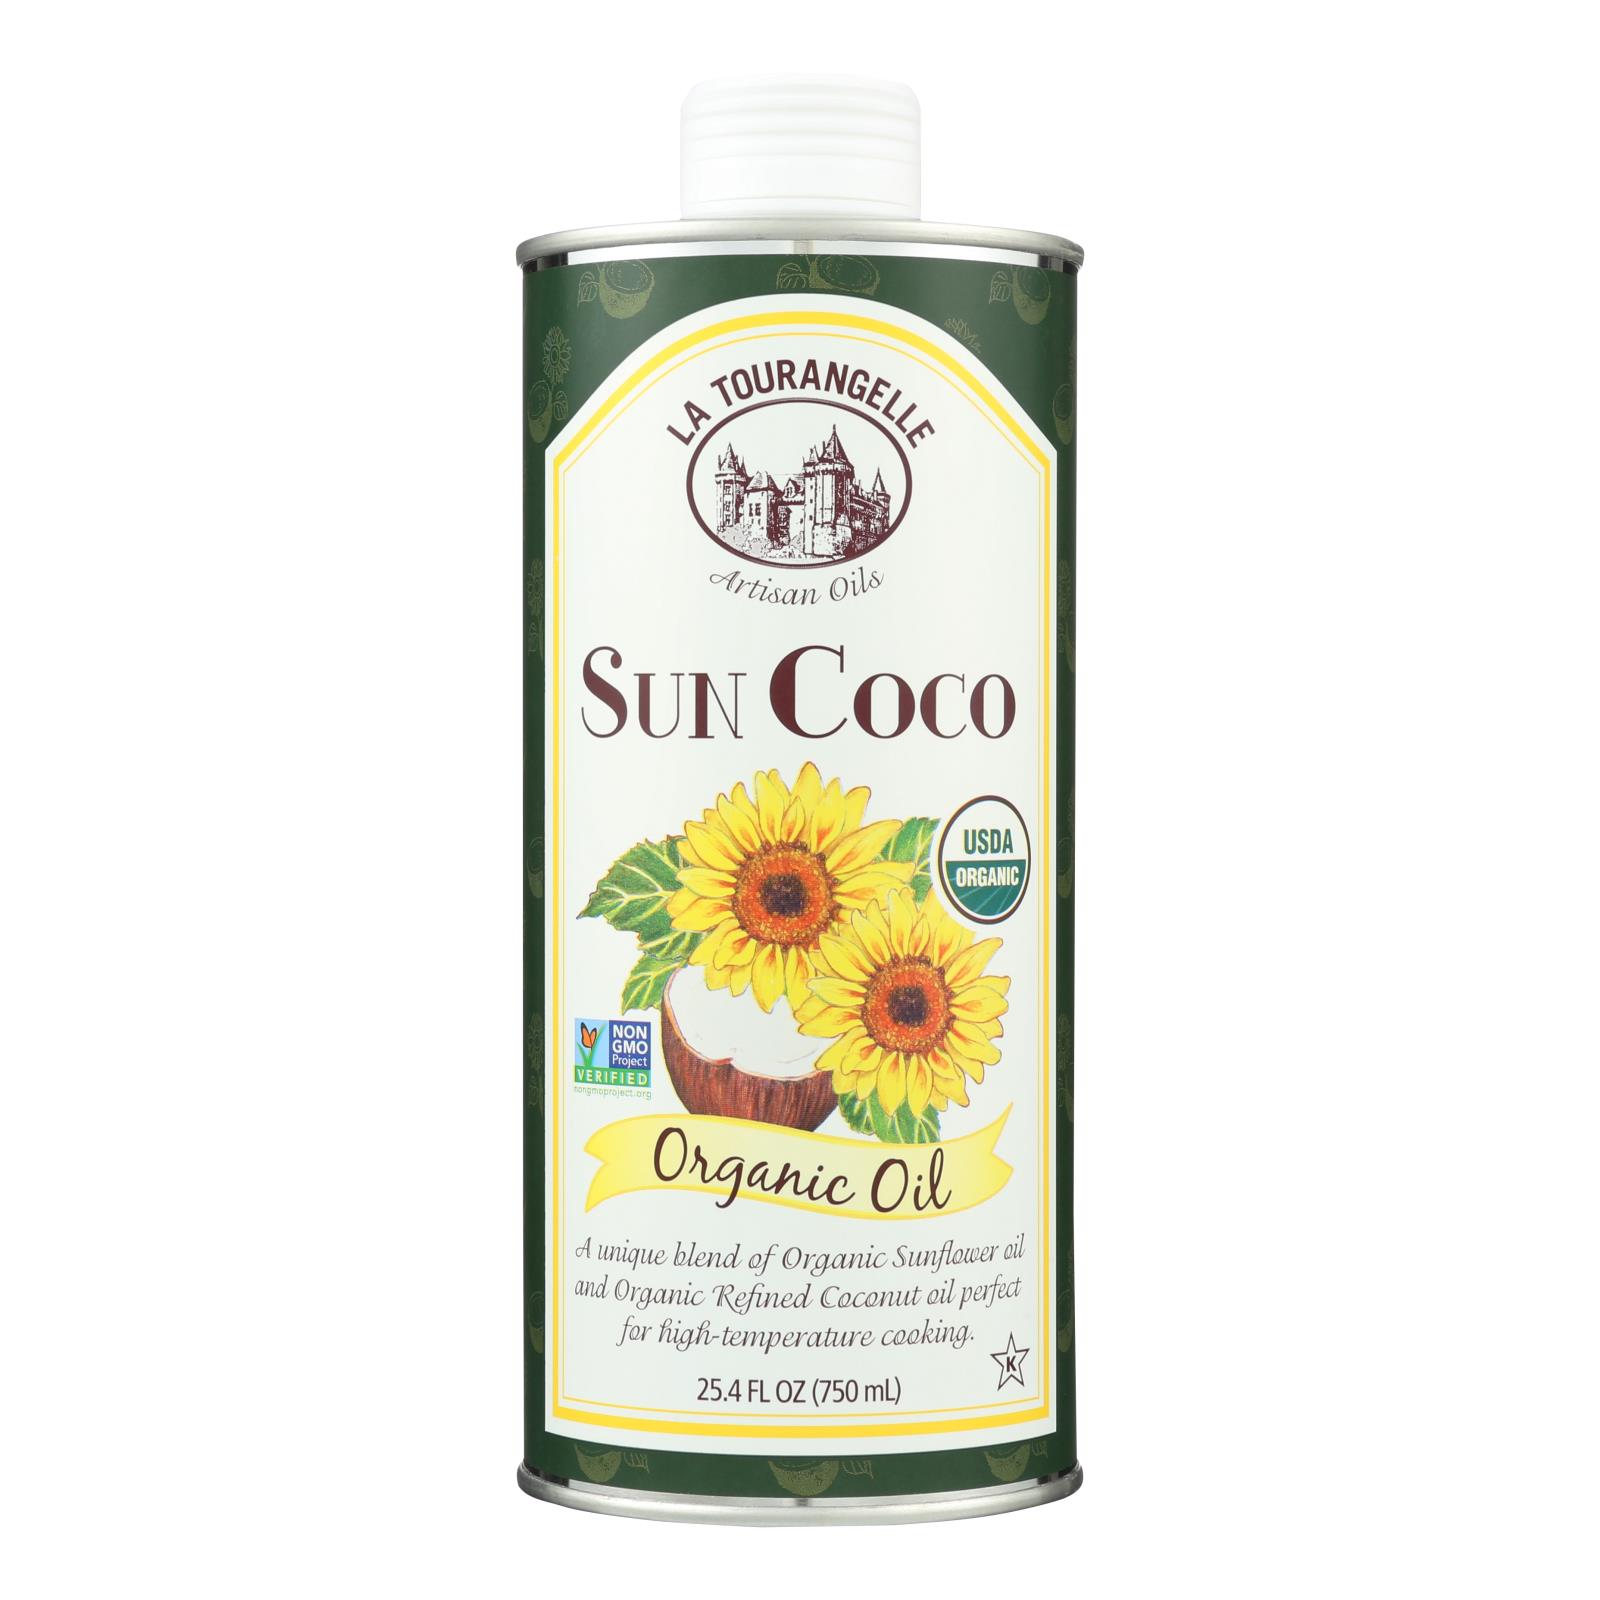 LA TOURANGELLE
Artisan Oils
SUN COCO
USDA
ORGANIC
NON
GMO
Project
VERIFIED
nongmoproject.org
Organic Oil
A unique blend of Organic Sunflower oil
and Organic Refined Coconut oil perfect
for high-temperature cooking.
K
25.4 FL OZ (750 mL)